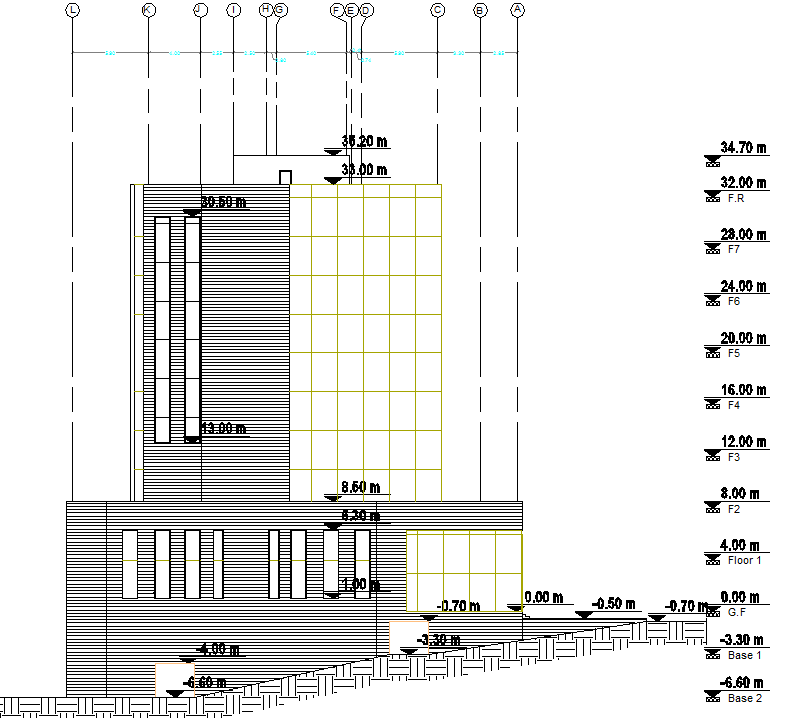 L K J I H G F E D C B A
35.20 m
33.00 m
30.50 m
13.00 m
8.60 m
6.30 m
1.00 m
0.00 m
-0.50 m
-0.70 m
-0.70 m
-3.30 m
-4.00 m
-6.60 m
34.70 m
32.00 m
F.R
28.00 m
F7
24.00 m
F6
20.00 m
F5
16.00 m
F4
12.00 m
F3
8.00 m
F2
4.00 m
Floor 1
0.00 m
G.F
-3.30 m
Base 1
-6.60 m
Base 2